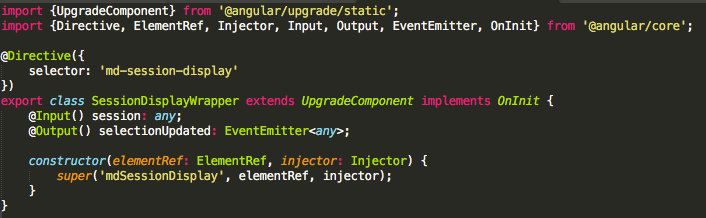 import {UpgradeComponent} from '@angular/upgrade/static';
import {Directive, ElementRef, Injector, Input, Output, EventEmitter, OnInit} from '@angular/core';
@Directive({
    selector: 'md-session-display'
})
export class SessionDisplayWrapper extends UpgradeComponent implements OnInit {
    @Input() session: any;
    @Output() selectionUpdated: EventEmitter<any>;
    constructor(elementRef: ElementRef, injector: Injector) {
        super('mdSessionDisplay', elementRef, injector);
    }
}